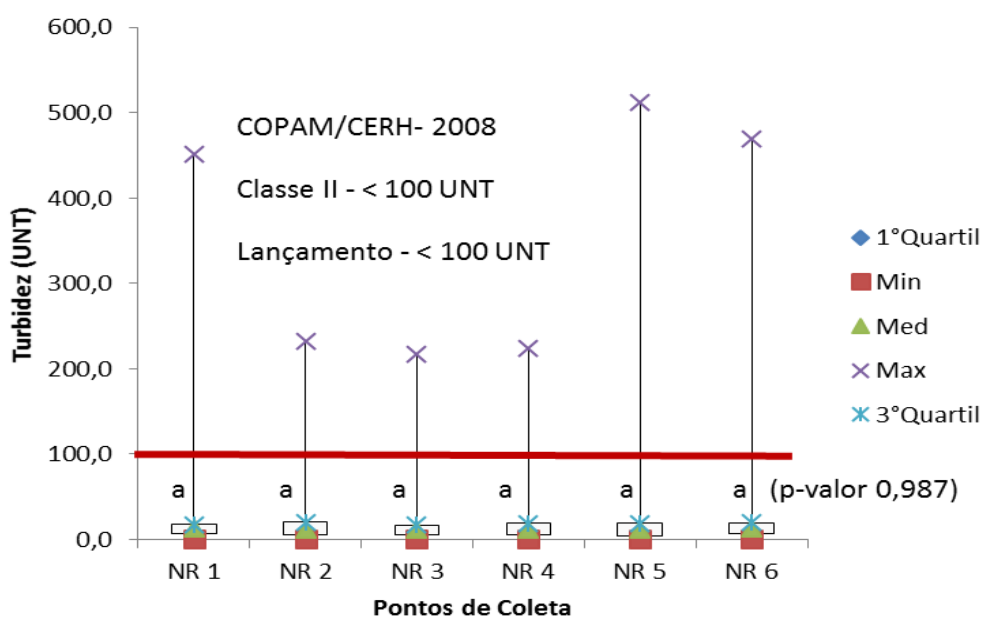 600,0
500,0
400,0
300,0
200,0
100,0
0,0
Turbidez (UNT)
COPAM/CERH- 2008
Classe II - < 100 UNT
Lançamento - < 100 UNT
a a a a a a (p-valor 0,987)
NR 1 NR 2 NR 3 NR 4 NR 5 NR 6
Pontos de Coleta
1°Quartil
Min
Med
Max
3°Quartil